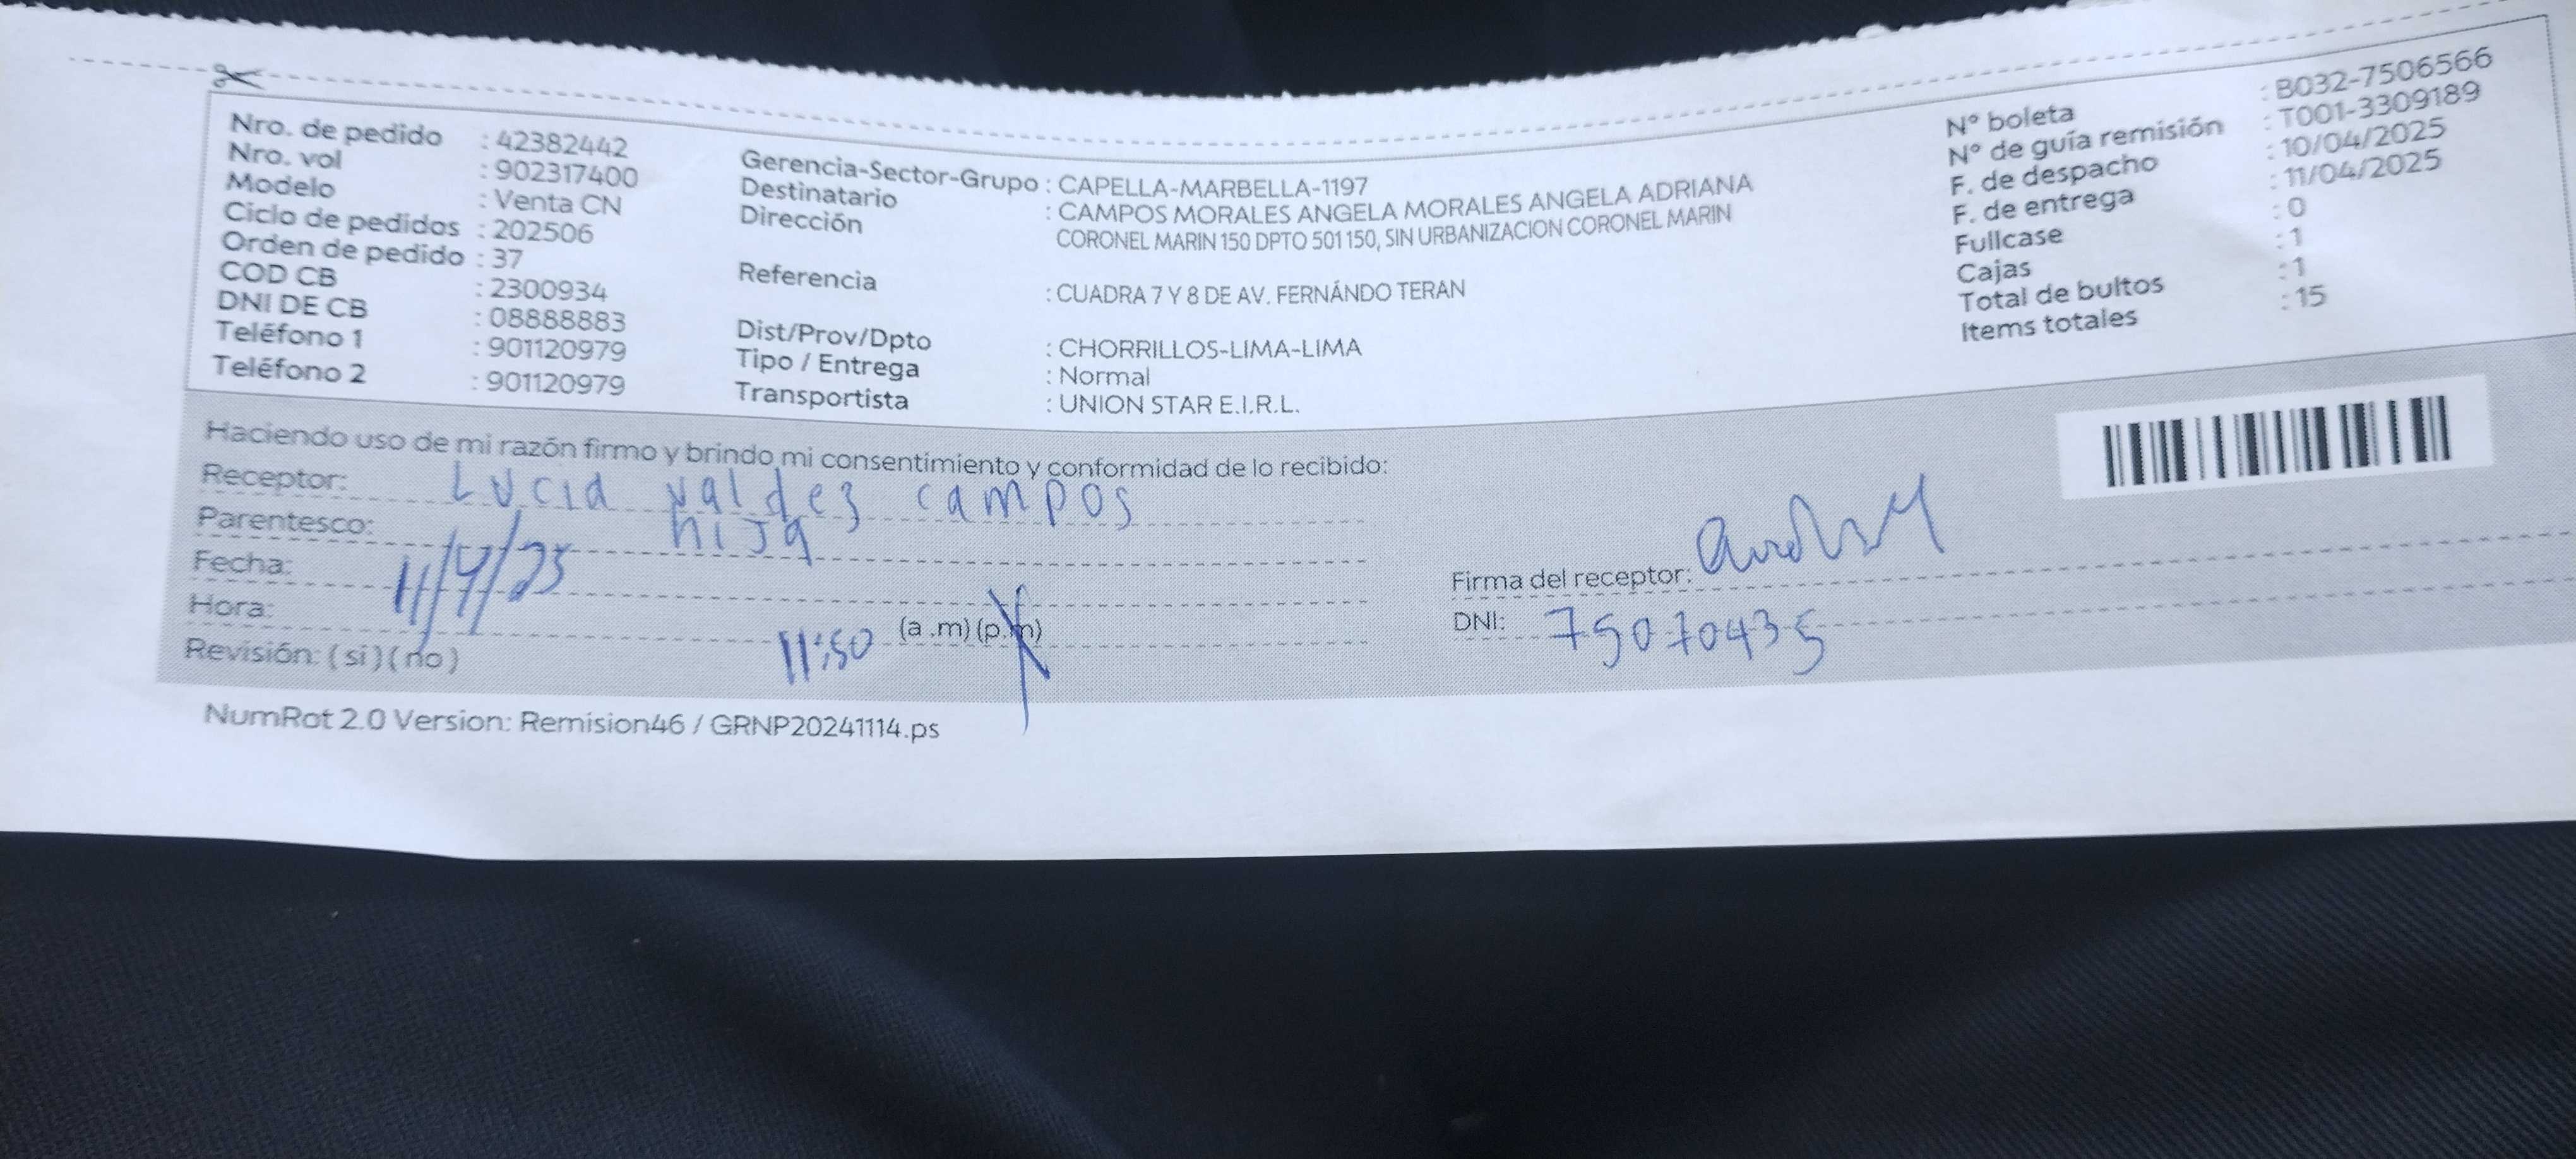 Nro. de pedido : 42382442
Nro. vol : 902317400
Modelo : Venta CN
Ciclo de pedidos : 202506
Orden de pedido : 37
COD CB : 2300934
DNI DE CB : 08888883
Teléfono 1 : 901120979
Teléfono 2 : 901120979
Gerencia-Sector-Grupo : CAPELLA-MARBELLA-1197
Destinatario : CAMPOS MORALES ANGELA MORALES ANGELA ADRIANA
Dirección CORONEL MARIN 150 DPTO 501 150, SIN URBANIZACION CORONEL MARIN
Referencia : CUADRA 7 Y 8 DE AV. FERNÁNDO TERAN
Dist/Prov/Dpto : CHORRILLOS-LIMA-LIMA
Tipo / Entrega : Normal
Transportista : UNION STAR E.I.R.L.
N° boleta : B032-7506566
N° de guía remisión : T001-3309189
F. de despacho : 10/04/2025
F. de entrega : 11/04/2025
Fullcase : 0
Cajas : 1
Total de bultos : 1
Items totales : 15
Haciendo uso de mi razón firmo y brindo mi consentimiento y conformidad de lo recibido:
Receptor: Lucia valdez campos
Parentesco: hija
Fecha: 11/4/25
Hora: 11:50 (a .m) (p.m)
Revisión: ( si ) ( no )
Firma del receptor:
DNI: 75070435
NumRot 2.0 Version: Remision46 / GRNP20241114.ps